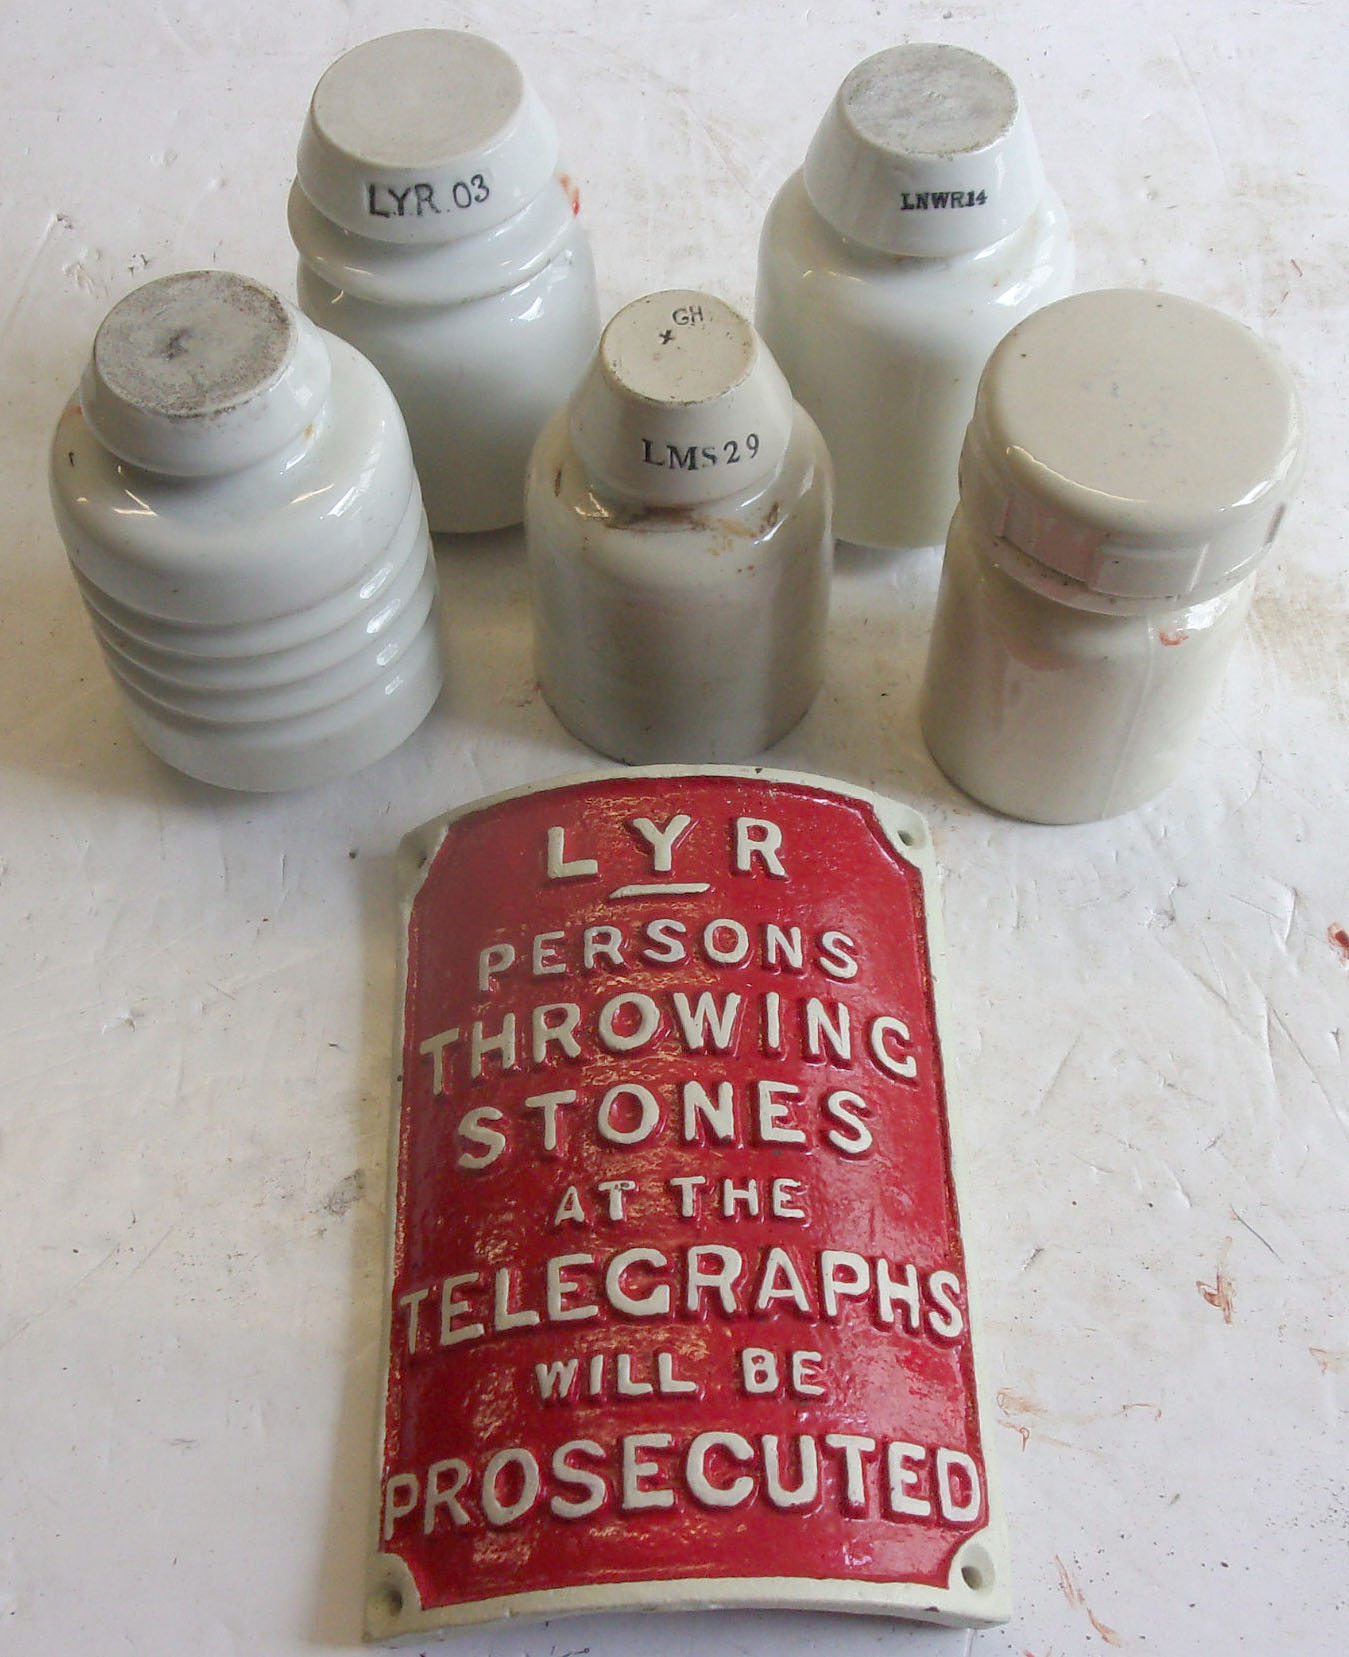 LYR.03
LNWR14
GH
LMS29
LYR
PERSONS
THROWING
STONES
AT THE
TELEGRAPHS
WILL BE
PROSECUTED